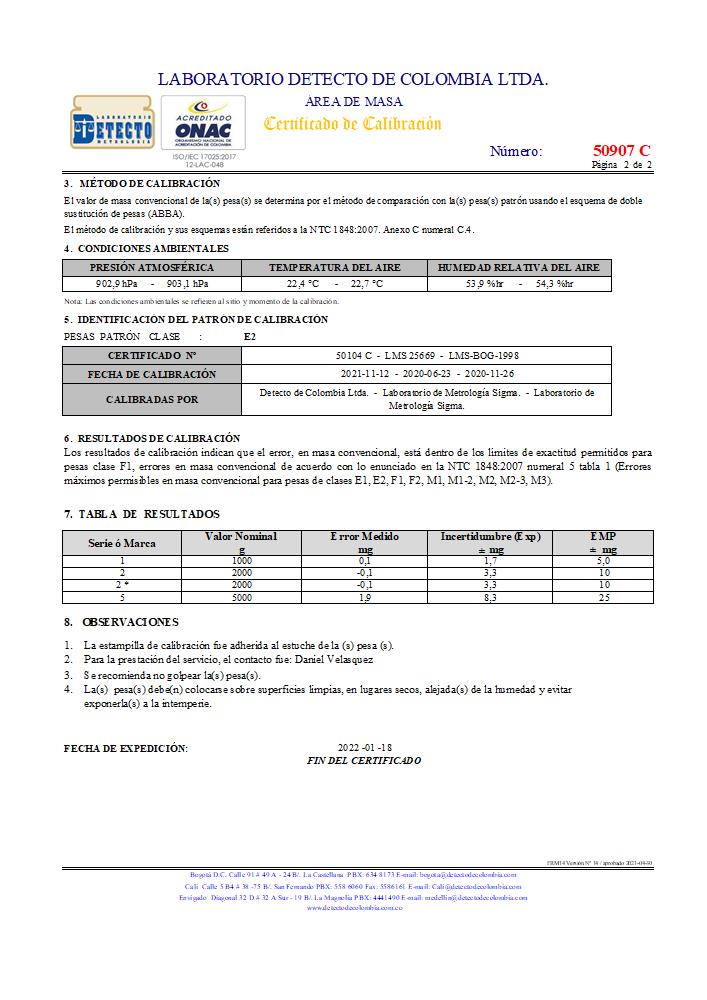 LABORATORIO DETECTO DE COLOMBIA LTDA.
ÁREA DE MASA
Certificado de Calibración
LABORATORIO
DETECTO
METROLOGIA
ACREDITADO
ONAC
ORGANISMO NACIONAL DE
ACREDITACIÓN DE COLOMBIA
ISO/IEC 17025:2017
12-LAC-048
Número: 50907 C
Página 2 de 2
3. MÉTODO DE CALIBRACIÓN
El valor de masa convencional de la(s) pesa(s) se determina por el método de comparación con la(s) pesa(s) patrón usando el esquema de doble
sustitución de pesas (ABBA).
El método de calibración y sus esquemas están referidos a la NTC 1848:2007. Anexo C numeral C.4.
4. CONDICIONES AMBIENTALES
PRESIÓN ATMOSFÉRICA TEMPERATURA DEL AIRE HUMEDAD RELATIVA DEL AIRE
902,9 hPa - 903,1 hPa 22,4 °C - 22,7 °C 53,9 %hr - 54,3 %hr
Nota: Las condiciones ambientales se refieren al sitio y momento de la calibración.
5. IDENTIFICACIÓN DEL PATRÓN DE CALIBRACIÓN
PESAS PATRÓN CLASE : E2
CERTIFICADO Nº 50104 C - LMS 25669 - LMS-BOG-1998
FECHA DE CALIBRACIÓN 2021-11-12 - 2020-06-23 - 2020-11-26
CALIBRADAS POR Detecto de Colombia Ltda. - Laboratorio de Metrología Sigma. - Laboratorio de
Metrología Sigma.
6. RESULTADOS DE CALIBRACIÓN
Los resultados de calibración indican que el error, en masa convencional, está dentro de los limites de exactitud permitidos para
pesas clase F1, errores en masa convencional de acuerdo con lo enunciado en la NTC 1848:2007 numeral 5 tabla 1 (Errores
máximos permisibles en masa convencional para pesas de clases E1, E2, F1, F2, M1, M1-2, M2, M2-3, M3).
7. TABLA DE RESULTADOS
Serie ó Marca Valor Nominal Error Medido Incertidumbre (Exp) EMP
g mg ± mg ± mg
1 1000 0,1 1,7 5,0
2 2000 -0,1 3,3 10
2 * 2000 -0,1 3,3 10
5 5000 1,9 8,3 25
8. OBSERVACIONES
1. La estampilla de calibración fue adherida al estuche de la (s) pesa (s).
2. Para la prestación del servicio, el contacto fue: Daniel Velasquez
3. Se recomienda no golpear la(s) pesa(s).
4. La(s) pesa(s) debe(n) colocarse sobre superficies limpias, en lugares secos, alejada(s) de la humedad y evitar
exponerla(s) a la intemperie.
FECHA DE EXPEDICIÓN: 2022 -01 -18
FIN DEL CERTIFICADO
FRM14 Versión Nº 14 / aprobado 2021-04-30
Bogotá D.C. Calle 91 # 49 A - 24 B/. La Castellana PBX: 634 8173 E-mail: bogota@detectodecolombia.com
Cali Calle 5 B4 # 38 -75 B/. San Fernando PBX: 558 6060 Fax: 5586161 E-mail: Cali@detectodecolombia.com
Envigado Diagonal 32 D # 32 A Sur - 19 B/. La Magnolia PBX: 4441490 E-mail: medellin@detectodecolombia.com
www.detectodecolombia.com.co